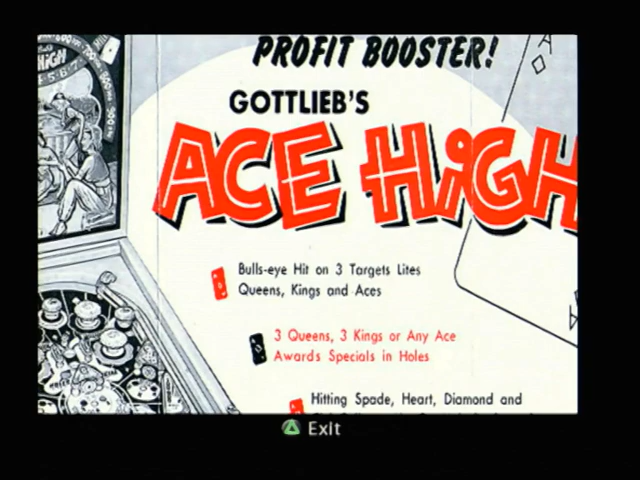 PROFIT BOOSTER!
GOTTLIEB'S
ACE HIGH
Bulls-eye Hit on 3 Targets Lites
Queens, Kings and Aces
3 Queens, 3 Kings or Any Ace
Awards Specials in Holes
Hitting Spade, Heart, Diamond and
A
HIGH
Exit